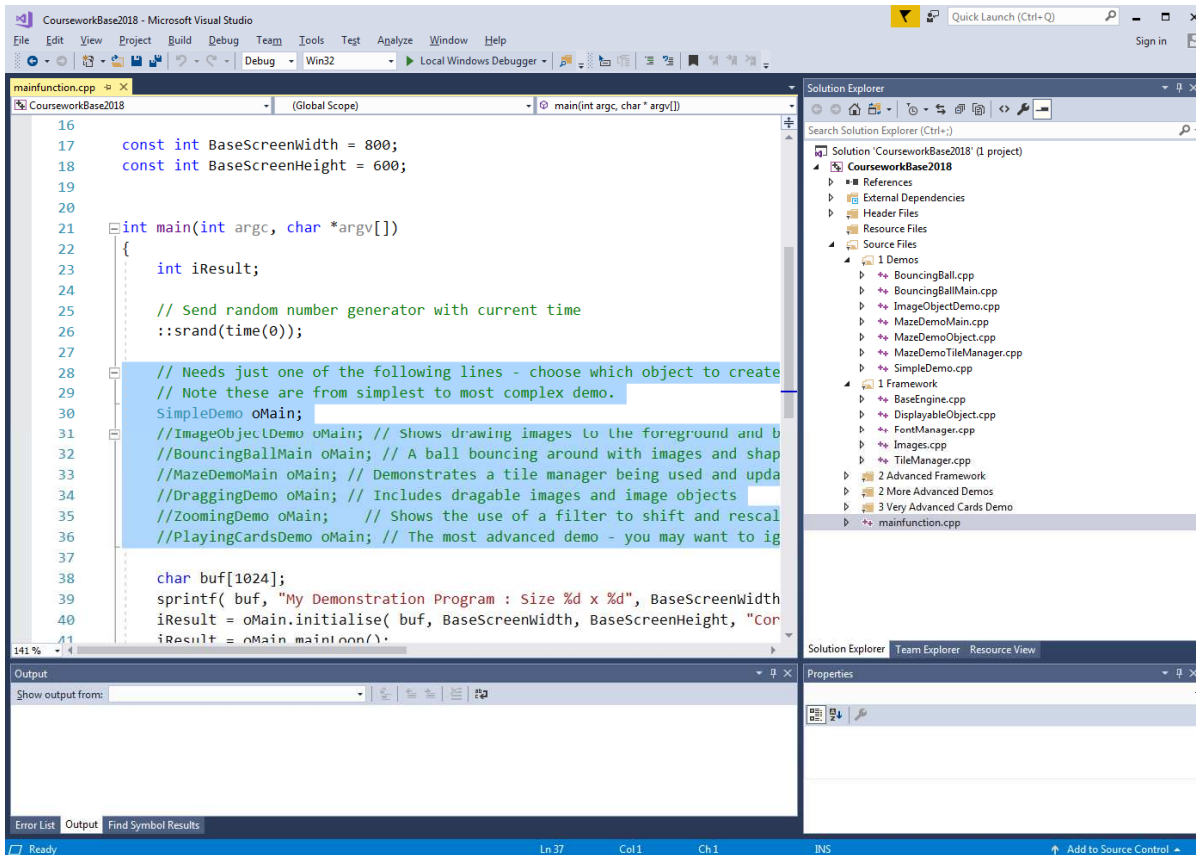 CourseworkBase2018 - Microsoft Visual Studio
Quick Launch (Ctrl+Q)
File Edit View Project Build Debug Team Tools Test Analyze Window Help
Sign in
Debug Win32 Local Windows Debugger
mainfunction.cpp
CourseworkBase2018 (Global Scope) main(int argc, char * argv[])
16
17 const int BaseScreenWidth = 800;
18 const int BaseScreenHeight = 600;
19
20
21 int main(int argc, char *argv[])
22 {
23 int iResult;
24
25 // Send random number generator with current time
26 ::srand(time(0));
27
28 // Needs just one of the following lines - choose which object to create
29 // Note these are from simplest to most complex demo.
30 SimpleDemo oMain;
31 //ImageObjectDemo oMain; // Shows drawing images to the foreground and b
32 //BouncingBallMain oMain; // A ball bouncing around with images and shap
33 //MazeDemoMain oMain; // Demonstrates a tile manager being used and upda
34 //DraggingDemo oMain; // Includes dragable images and image objects
35 //ZoomingDemo oMain; // Shows the use of a filter to shift and rescal
36 //PlayingCardsDemo oMain; // The most advanced demo - you may want to ig
37
38 char buf[1024];
39 sprintf( buf, "My Demonstration Program : Size %d x %d", BaseScreenWidth
40 iResult = oMain.initialise( buf, BaseScreenWidth, BaseScreenHeight, "Cor
41 iResult = oMain.mainLoop();
141 %
Solution Explorer
Search Solution Explorer (Ctrl+;)
Solution 'CourseworkBase2018' (1 project)
CourseworkBase2018
References
External Dependencies
Header Files
Resource Files
Source Files
1 Demos
BouncingBall.cpp
BouncingBallMain.cpp
ImageObjectDemo.cpp
MazeDemoMain.cpp
MazeDemoObject.cpp
MazeDemoTileManager.cpp
SimpleDemo.cpp
1 Framework
BaseEngine.cpp
DisplayableObject.cpp
FontManager.cpp
Images.cpp
TileManager.cpp
2 Advanced Framework
2 More Advanced Demos
3 Very Advanced Cards Demo
mainfunction.cpp
Solution Explorer Team Explorer Resource View
Output
Show output from:
Error List Output Find Symbol Results
Properties
Ready Ln 37 Col 1 Ch 1 INS Add to Source Control